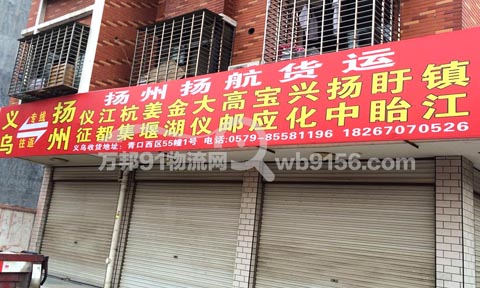 扬州扬航货运
义乌 专线 往返 扬州
仪江杭姜金大高宝兴扬盱镇
征都集堰湖仪邮应化中眙江
义乌收货地址：青口西区55幢1号 电话:0579-85581196 18267070526
万邦91物流网 wb9156.com